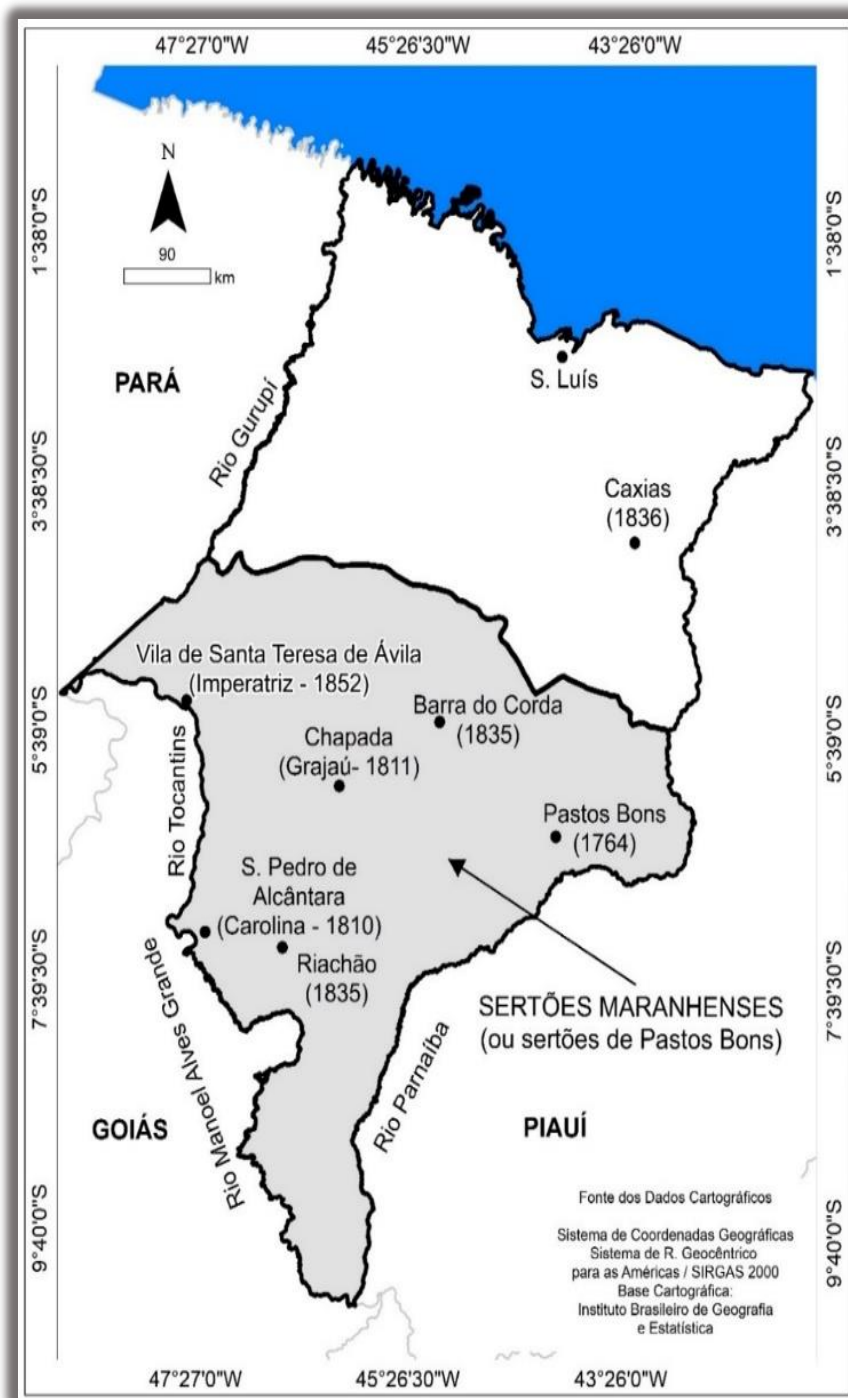 47°27'0"W
45°26'30"W
43°26'0"W
N
90
km
1°38'0"S
1°38'0"S
PARÁ
Rio Gurupí
S. Luís
3°38'30"S
3°38'30"S
Caxias
(1836)
Vila de Santa Teresa de Ávila
(Imperatriz - 1852)
Barra do Corda
(1835)
5°39'0"S
5°39'0"S
Chapada
(Grajaú- 1811)
Rio Tocantins
Pastos Bons
(1764)
S. Pedro de
Alcântara
(Carolina - 1810)
Riachão
(1835)
7°39'30"S
7°39'30"S
SERTÕES MARANHENSES
(ou sertões de Pastos Bons)
Rio Manoel Alves Grande
Rio Parnaíba
GOIÁS
PIAUÍ
Fonte dos Dados Cartográficos
Sistema de Coordenadas Geográficas
Sistema de R. Geocêntrico
para as Américas / SIRGAS 2000
Base Cartográfica:
Instituto Brasileiro de Geografia
e Estatística
9°40'0"S
9°40'0"S
47°27'0"W
45°26'30"W
43°26'0"W